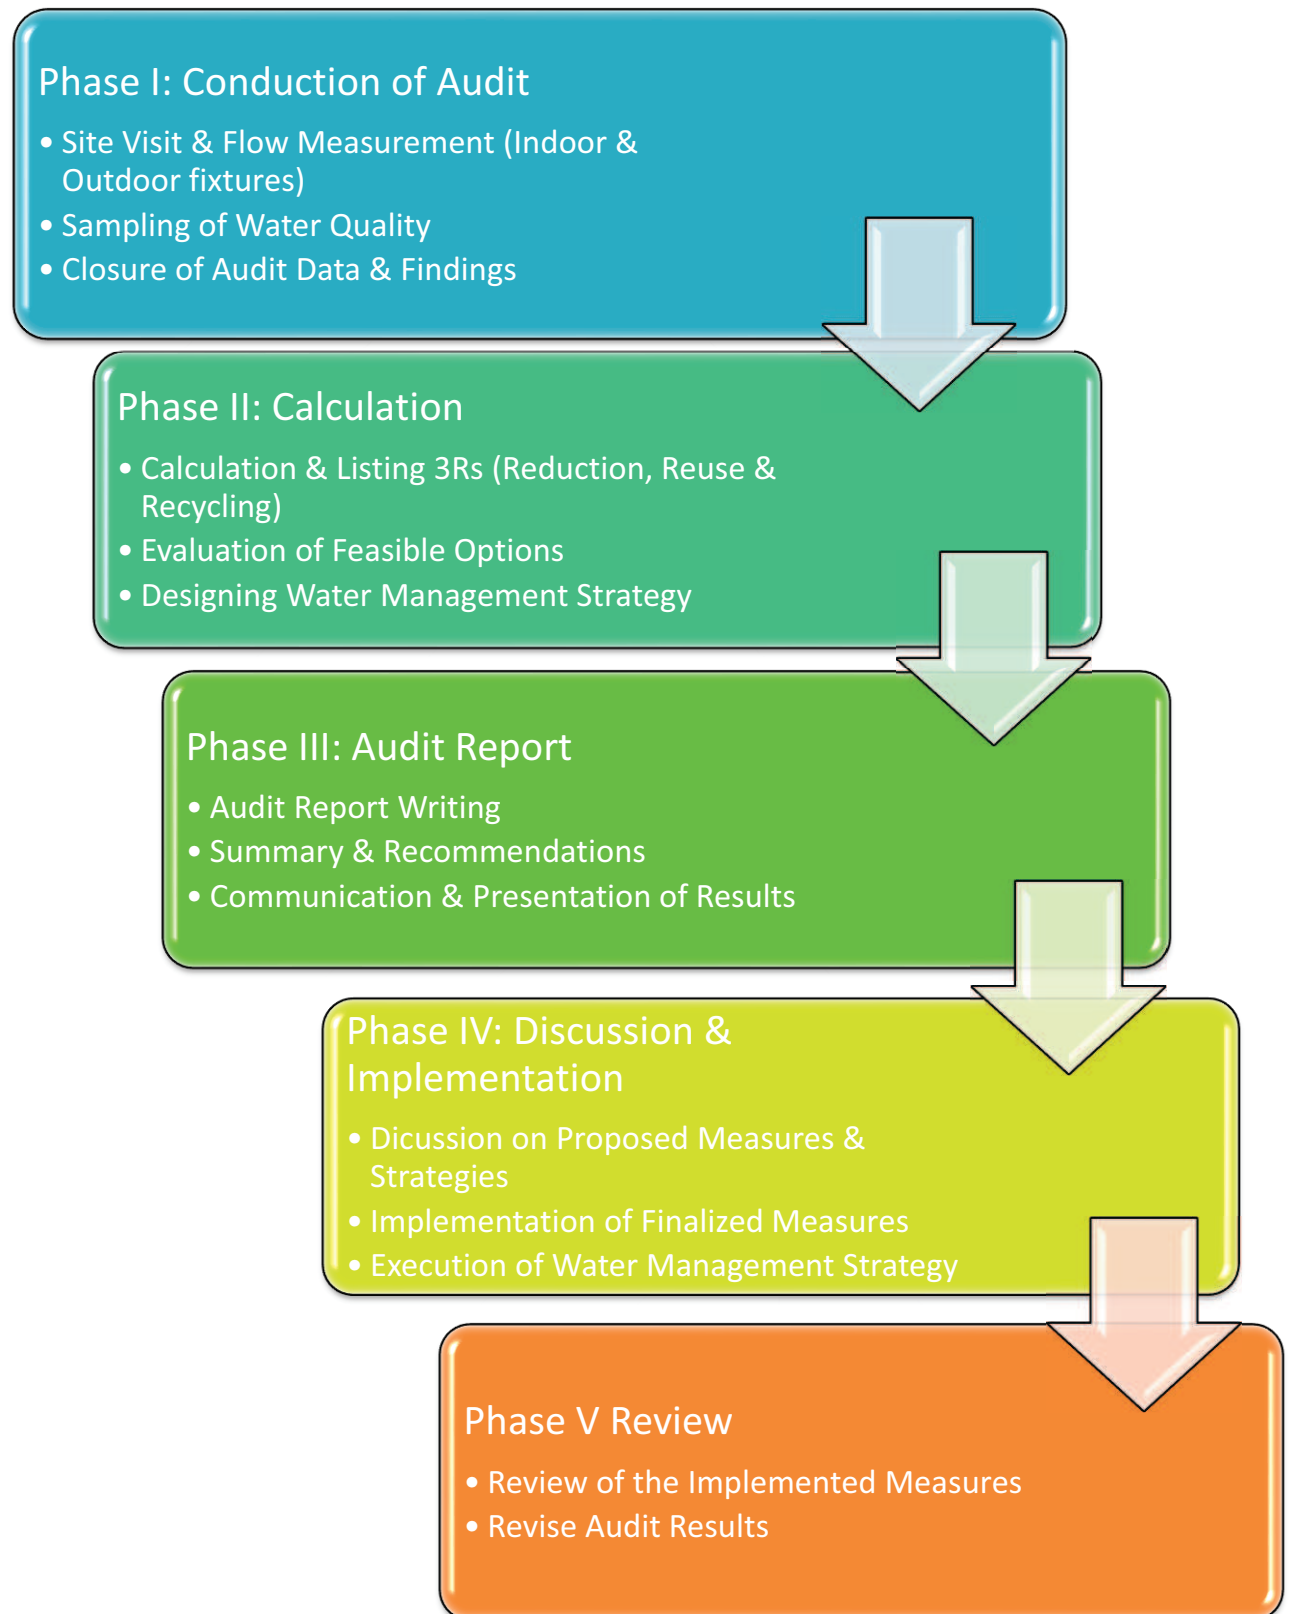 Phase I: Conduction of Audit
• Site Visit & Flow Measurement (Indoor &
Outdoor fixtures)
• Sampling of Water Quality
• Closure of Audit Data & Findings
Phase II: Calculation
• Calculation & Listing 3Rs (Reduction, Reuse &
Recycling)
• Evaluation of Feasible Options
• Designing Water Management Strategy
Phase III: Audit Report
• Audit Report Writing
• Summary & Recommendations
• Communication & Presentation of Results
Phase IV: Discussion &
Implementation
• Dicussion on Proposed Measures &
Strategies
• Implementation of Finalized Measures
• Execution of Water Management Strategy
Phase V Review
• Review of the Implemented Measures
• Revise Audit Results